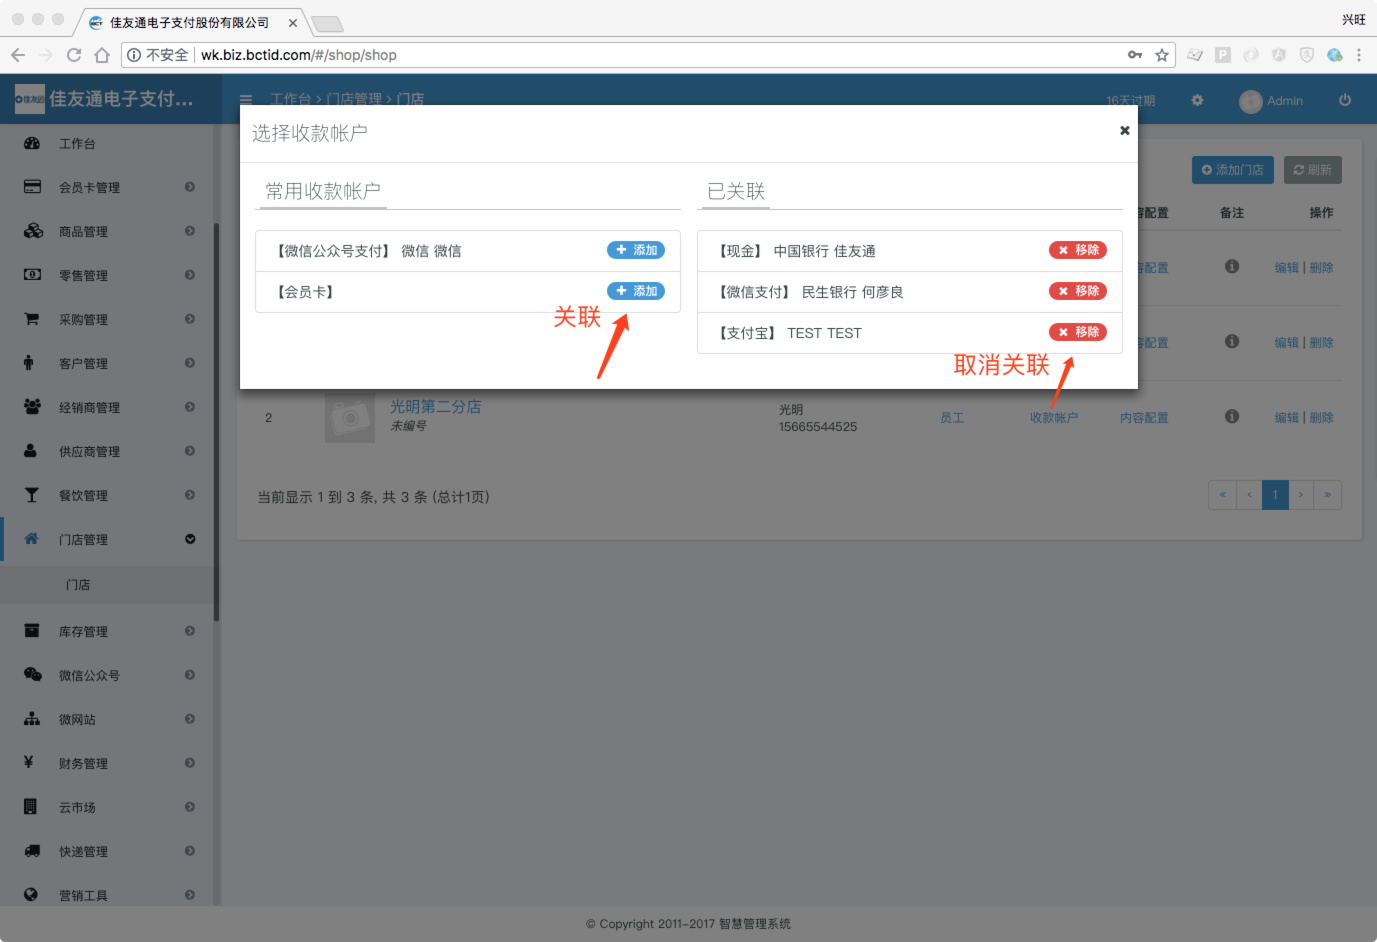 佳友通电子支付股份有限公司
兴旺
不安全 wk.biz.bctid.com/#/shop/shop
佳友通电子支付...
工作台 > 门店管理 > 门店
16天过期
Admin
选择收款帐户
常用收款帐户
【微信公众号支付】 微信 微信
添加
【会员卡】
添加
关联
已关联
【现金】 中国银行 佳友通
移除
【微信支付】 民生银行 何彦良
移除
【支付宝】 TEST TEST
移除
取消关联
添加门店
刷新
容配置 备注 操作
容配置 编辑 | 删除
容配置 编辑 | 删除
2
光明第二分店
未编号
光明
15665544525
员工
收款帐户
内容配置
编辑 | 删除
当前显示 1 到 3 条, 共 3 条 (总计1页)
« ‹ 1 › »
工作台
会员卡管理
商品管理
零售管理
采购管理
客户管理
经销商管理
供应商管理
餐饮管理
门店管理
门店
库存管理
微信公众号
微网站
财务管理
云市场
快递管理
营销工具
© Copyright 2011-2017 智慧管理系统